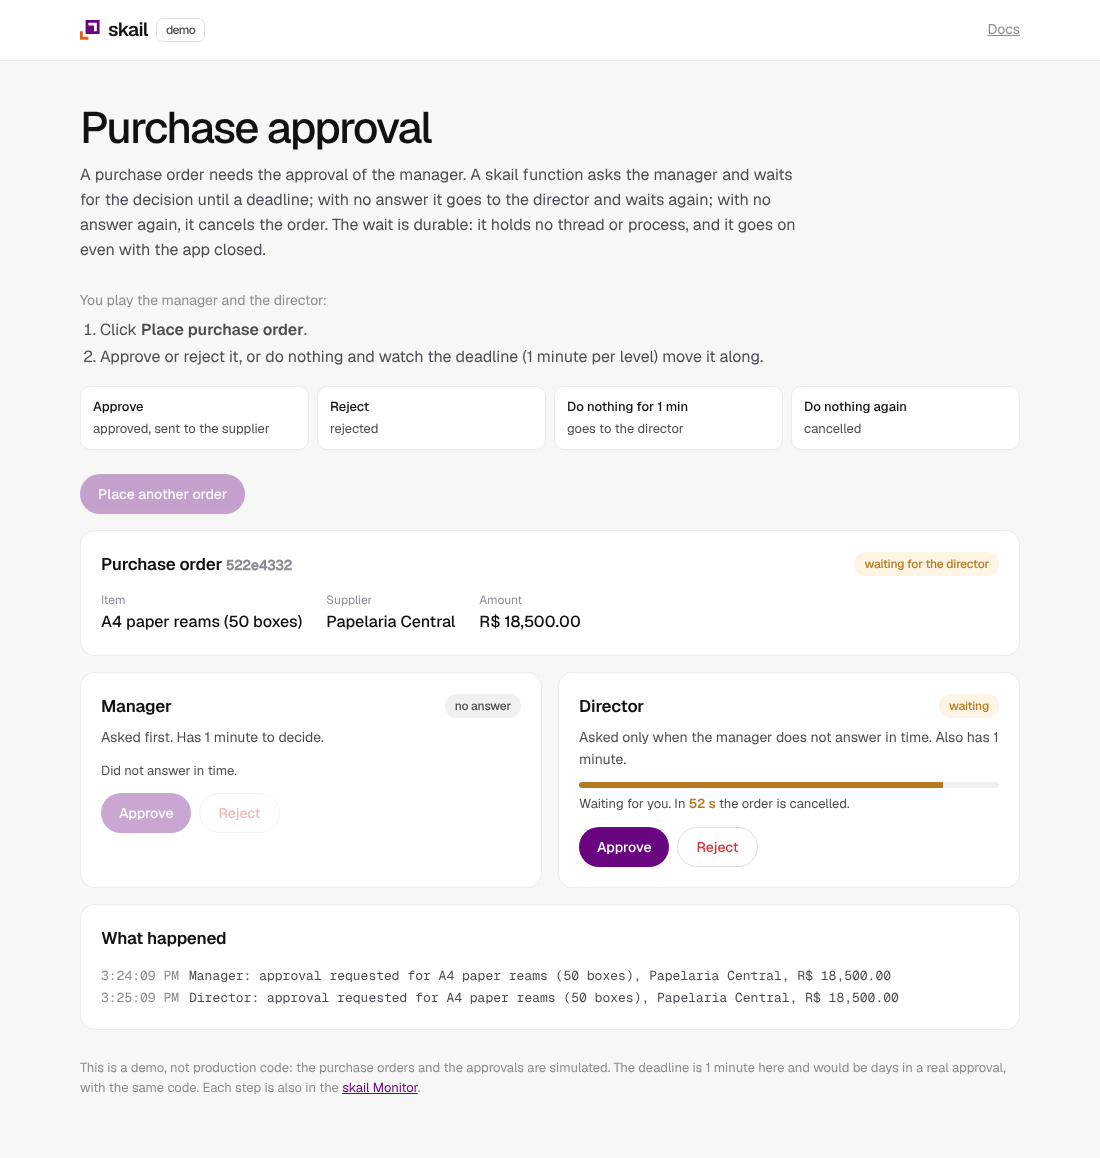 skail demo Docs
Purchase approval
A purchase order needs the approval of the manager. A skail function asks the manager and waits
for the decision until a deadline; with no answer it goes to the director and waits again; with no
answer again, it cancels the order. The wait is durable: it holds no thread or process, and it goes on
even with the app closed.
You play the manager and the director:
1. Click Place purchase order.
2. Approve or reject it, or do nothing and watch the deadline (1 minute per level) move it along.
Approve
approved, sent to the supplier
Reject
rejected
Do nothing for 1 min
goes to the director
Do nothing again
cancelled
Place another order
Purchase order 522e4332 waiting for the director
Item
A4 paper reams (50 boxes)
Supplier
Papelaria Central
Amount
R$ 18,500.00
Manager no answer
Asked first. Has 1 minute to decide.
Did not answer in time.
Approve Reject
Director waiting
Asked only when the manager does not answer in time. Also has 1
minute.
Waiting for you. In 52 s the order is cancelled.
Approve Reject
What happened
3:24:09 PM Manager: approval requested for A4 paper reams (50 boxes), Papelaria Central, R$ 18,500.00
3:25:09 PM Director: approval requested for A4 paper reams (50 boxes), Papelaria Central, R$ 18,500.00
This is a demo, not production code: the purchase orders and the approvals are simulated. The deadline is 1 minute here and would be days in a real approval,
with the same code. Each step is also in the skail Monitor.